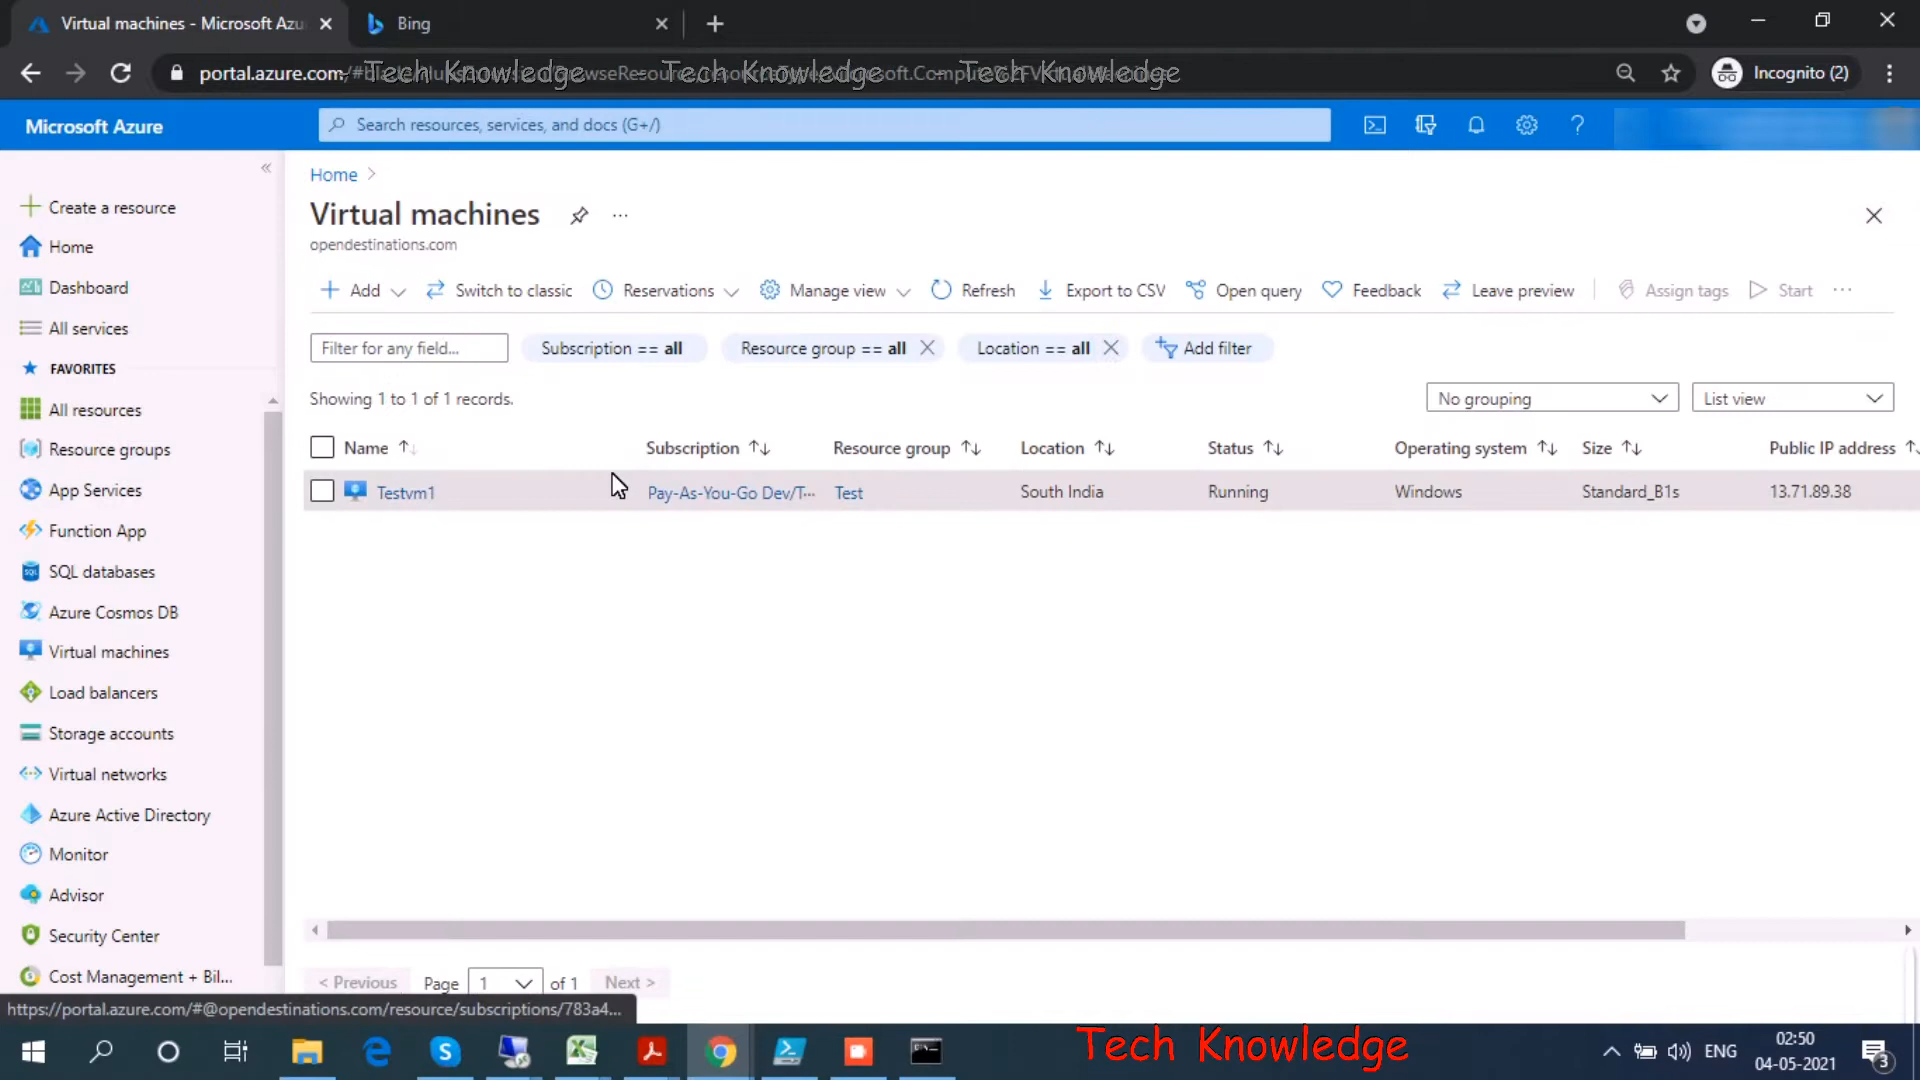 Virtual machines - Microsoft Azu
Bing
portal.azure.com/
Tech Knowledge - Tech Knowledge - Tech Knowledge
Incognito (2)
Microsoft Azure
Search resources, services, and docs (G+/)
Home >
Virtual machines
opendestinations.com
Add
Switch to classic
Reservations
Manage view
Refresh
Export to CSV
Open query
Feedback
Leave preview
Assign tags
Start
Filter for any field...
Subscription == all
Resource group == all
Location == all
Add filter
Showing 1 to 1 of 1 records.
No grouping
List view
Name
Subscription
Resource group
Location
Status
Operating system
Size
Public IP address
Testvm1
Pay-As-You-Go Dev/T...
Test
South India
Running
Windows
Standard_B1s
13.71.89.38
Create a resource
Home
Dashboard
All services
FAVORITES
All resources
Resource groups
App Services
Function App
SQL databases
Azure Cosmos DB
Virtual machines
Load balancers
Storage accounts
Virtual networks
Azure Active Directory
Monitor
Advisor
Security Center
Cost Management + Bil...
< Previous
Page
1
of 1
Next >
https://portal.azure.com/#@opendestinations.com/resource/subscriptions/783a4...
Tech Knowledge
ENG
02:50
04-05-2021
3